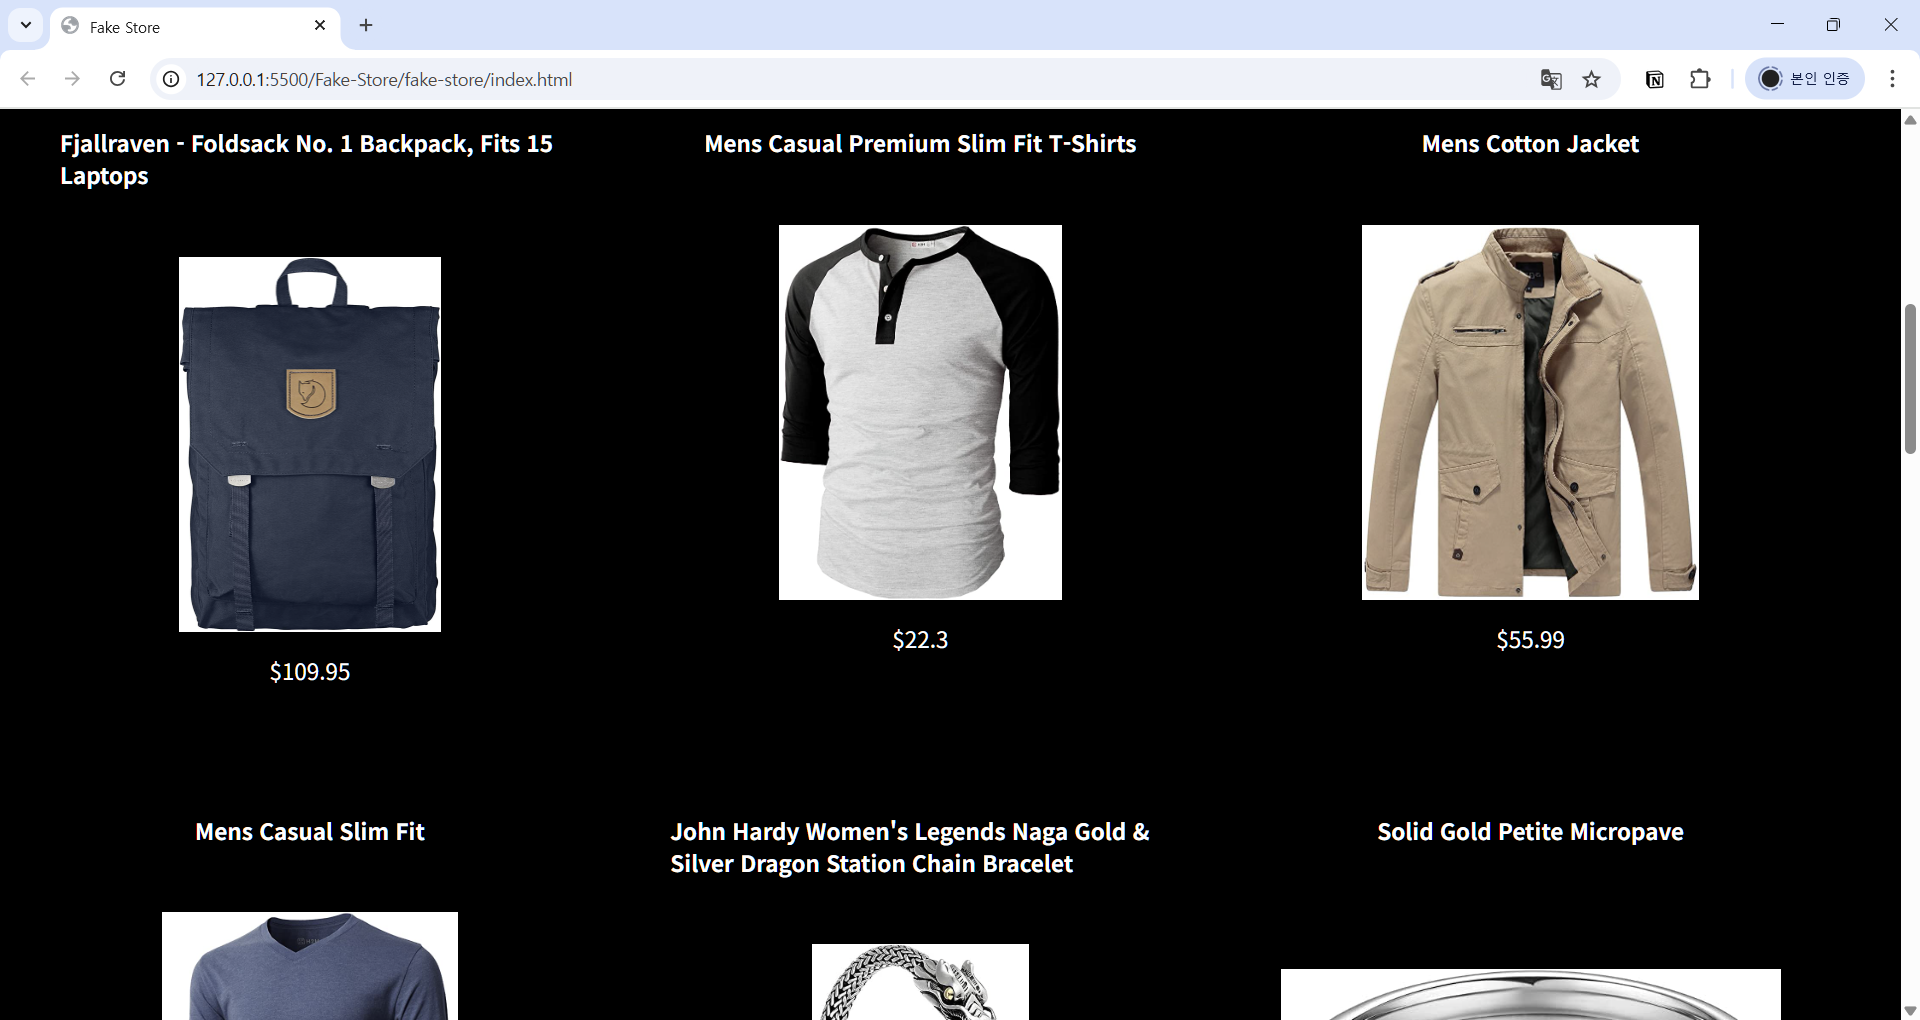 Fake Store
127.0.0.1:5500/Fake-Store/fake-store/index.html
본인 인증
Fjallraven - Foldsack No. 1 Backpack, Fits 15
Laptops
Mens Casual Premium Slim Fit T-Shirts
Mens Cotton Jacket
$109.95
$22.3
$55.99
Mens Casual Slim Fit
John Hardy Women's Legends Naga Gold &
Silver Dragon Station Chain Bracelet
Solid Gold Petite Micropave